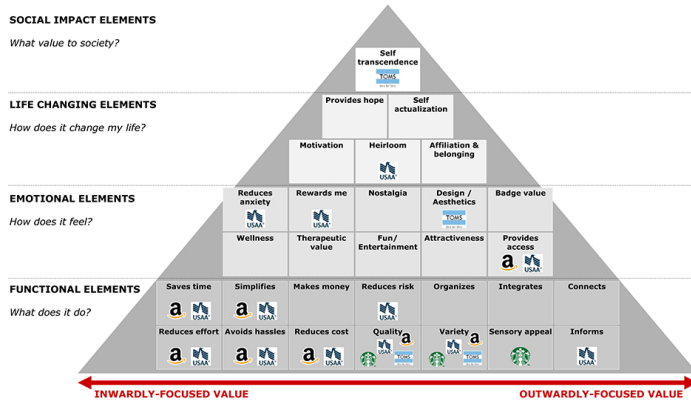 SOCIAL IMPACT ELEMENTS
What value to society?
Self
transcendence
TOMS
LIFE CHANGING ELEMENTS
How does it change my life?
Provides hope
Self
actualization
Motivation
Heirloom
USAA
Affiliation &
belonging
EMOTIONAL ELEMENTS
How does it feel?
Reduces
anxiety
USAA
Rewards me
USAA
Nostalgia
Design /
Aesthetics
TOMS
Badge value
Wellness
Therapeutic
value
Fun/
Entertainment
Attractiveness
Provides
access
a USAA
FUNCTIONAL ELEMENTS
What does it do?
Saves time
a USAA
Simplifies
a USAA
Makes money
Reduces risk
USAA
Organizes
Integrates
Connects
Reduces effort
a USAA
Avoids hassles
a USAA
Reduces cost
a USAA
Quality
USAA a
TOMS
Variety
USAA a
TOMS
Sensory appeal
Informs
USAA
INWARDLY-FOCUSED VALUE
OUTWARDLY-FOCUSED VALUE